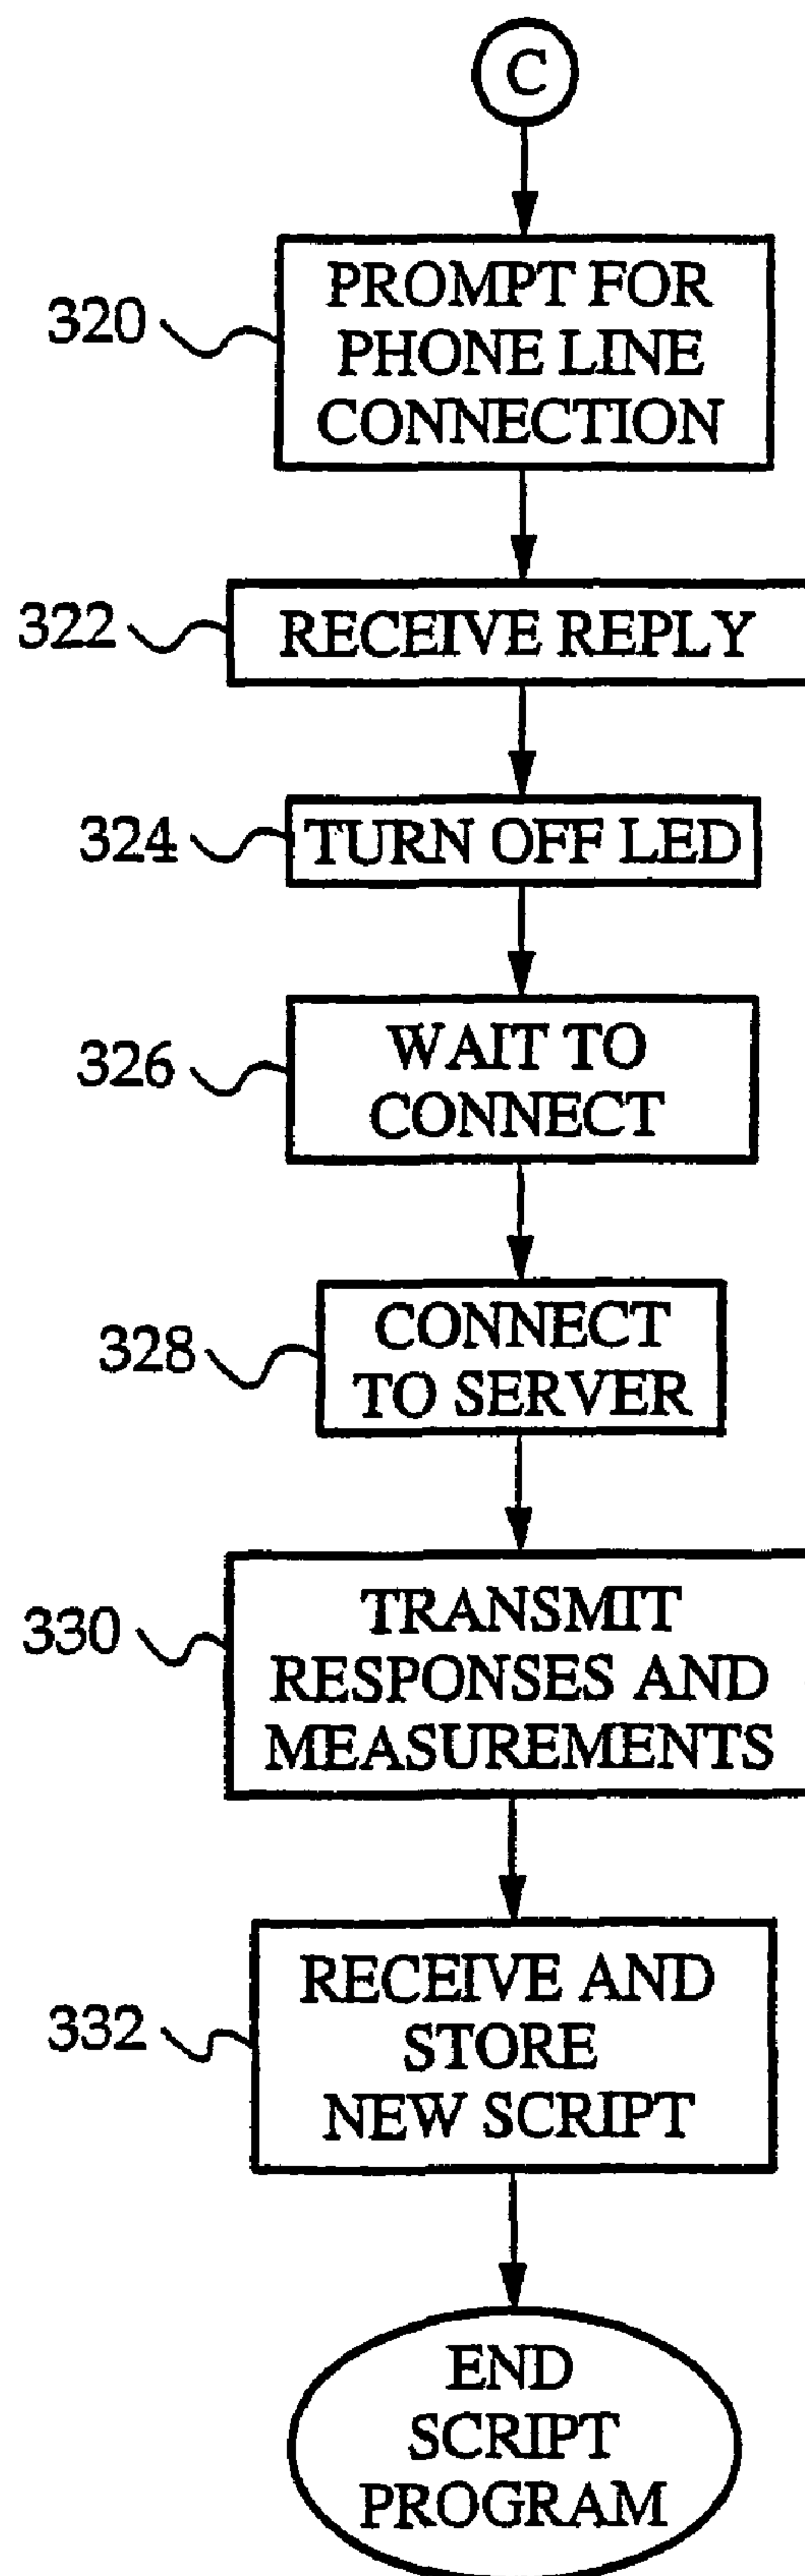 C
320
PROMPT FOR
PHONE LINE
CONNECTION
322
RECEIVE REPLY
324
TURN OFF LED
326
WAIT TO
CONNECT
328
CONNECT
TO SERVER
330
TRANSMIT
RESPONSES AND
MEASUREMENTS
332
RECEIVE AND
STORE
NEW SCRIPT
END
SCRIPT
PROGRAM